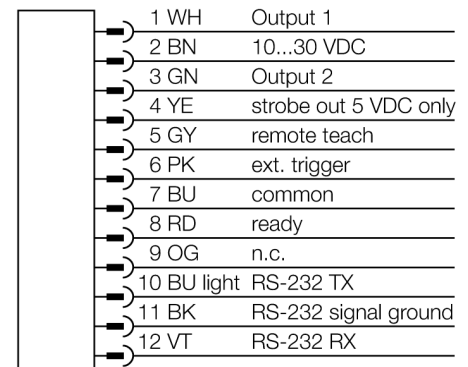 1 WH Output 1
2 BN 10...30 VDC
3 GN Output 2
4 YE strobe out 5 VDC only
5 GY remote teach
6 PK ext. trigger
7 BU common
8 RD ready
9 OG n.c.
10 BU light RS-232 TX
11 BK RS-232 signal ground
12 VT RS-232 RX